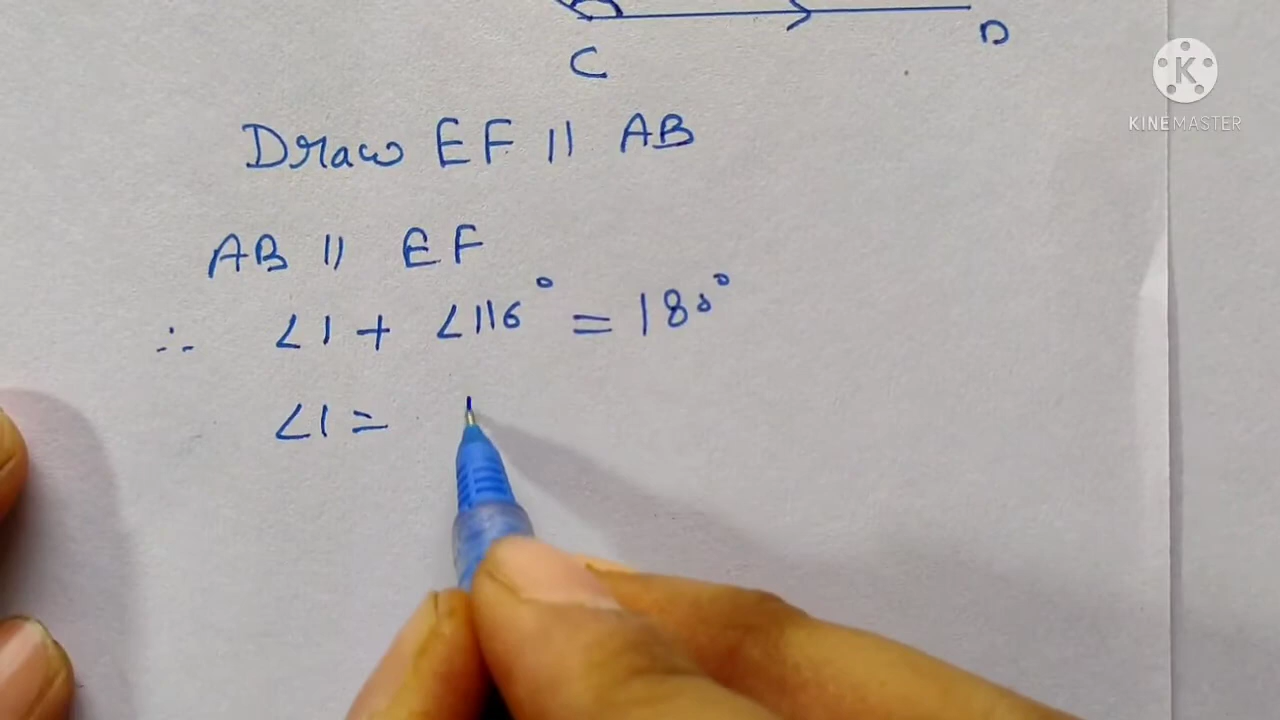 C
D
K
KINEMASTER
Draw EF || AB
AB || EF
∴ ∠1 + ∠116° = 180°
∠1 =